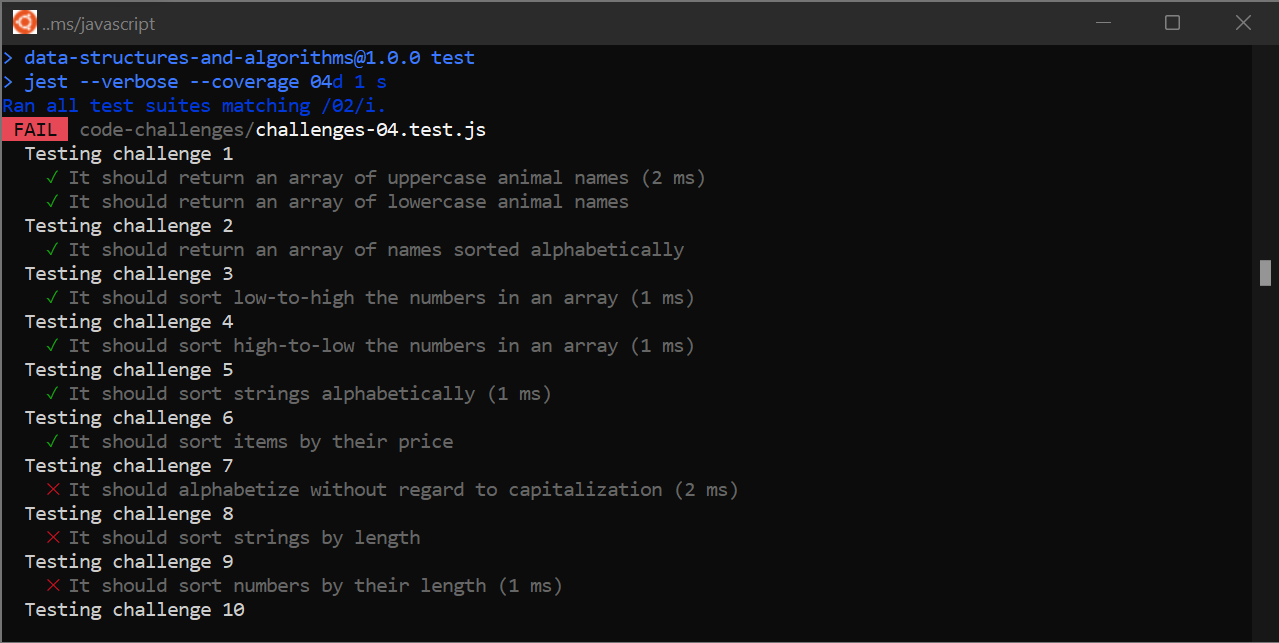 ..ms/javascript
> data-structures-and-algorithms@1.0.0 test
> jest --verbose --coverage 04d 1 s
Ran all test suites matching /02/i.
FAIL code-challenges/challenges-04.test.js
Testing challenge 1
✓ It should return an array of uppercase animal names (2 ms)
✓ It should return an array of lowercase animal names
Testing challenge 2
✓ It should return an array of names sorted alphabetically
Testing challenge 3
✓ It should sort low-to-high the numbers in an array (1 ms)
Testing challenge 4
✓ It should sort high-to-low the numbers in an array (1 ms)
Testing challenge 5
✓ It should sort strings alphabetically (1 ms)
Testing challenge 6
✓ It should sort items by their price
Testing challenge 7
✕ It should alphabetize without regard to capitalization (2 ms)
Testing challenge 8
✕ It should sort strings by length
Testing challenge 9
✕ It should sort numbers by their length (1 ms)
Testing challenge 10